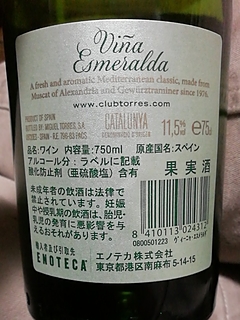 Viña
Esmeralda
A fresh and aromatic Mediterranean classic, made from
Muscat of Alexandria and Gewürztraminer since 1976.
www.clubtorres.com
PRODUCT OF SPAIN
BOTTLED BY MIGUEL TORRES, S.A.
CATALUNYA
DENOMINACIÓ D'ORIGEN
11,5% e75cl
品名:ワイン 容量:750ml 原産国名:スペイン
アルコール分:ラベルに記載
酸化防止剤(亜硫酸塩)含有
果実酒
未成年者の飲酒は法律で
禁止されています。妊娠
中や授乳期の飲酒は、胎児・
乳児の発育に悪影響を与
えるおそれがあります。
輸入者及び引取先
ENOTECA
エノテカ株式会社
東京都港区南麻布 5-14-15
8 410113 024312
0800501223